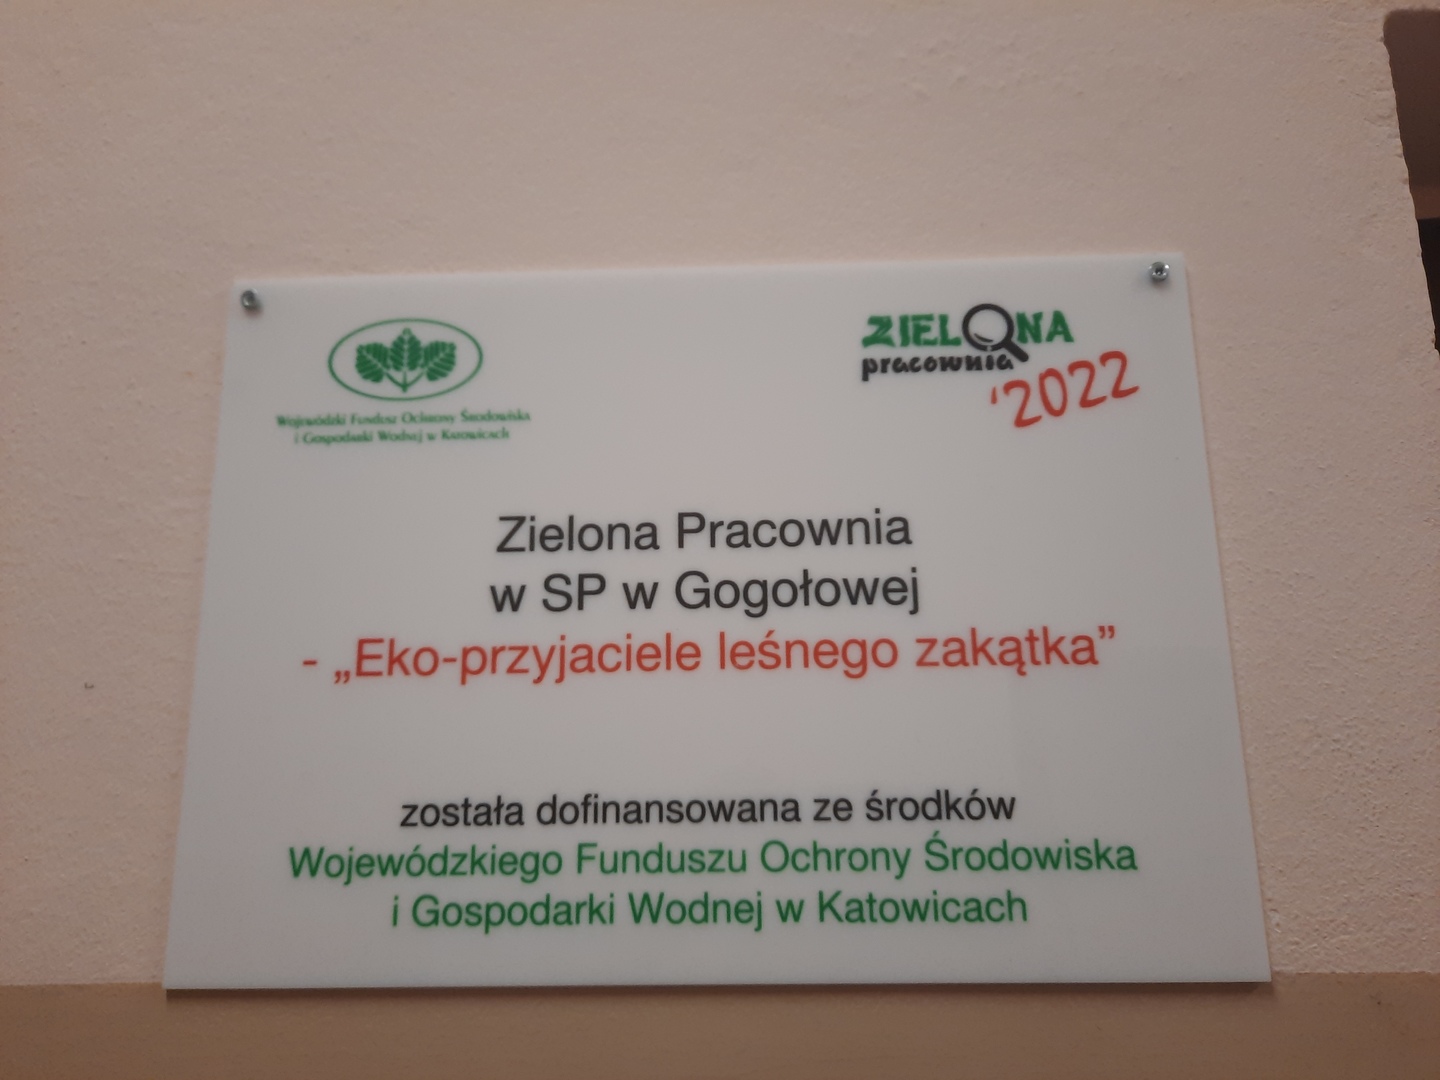 Wojewódzki Fundusz Ochrony Środowiska
i Gospodarki Wodnej w Katowicach
ZIELONA
pracownia
'2022
Zielona Pracownia
w SP w Gogołowej
- „Eko-przyjaciele leśnego zakątka”
została dofinansowana ze środków
Wojewódzkiego Funduszu Ochrony Środowiska
i Gospodarki Wodnej w Katowicach